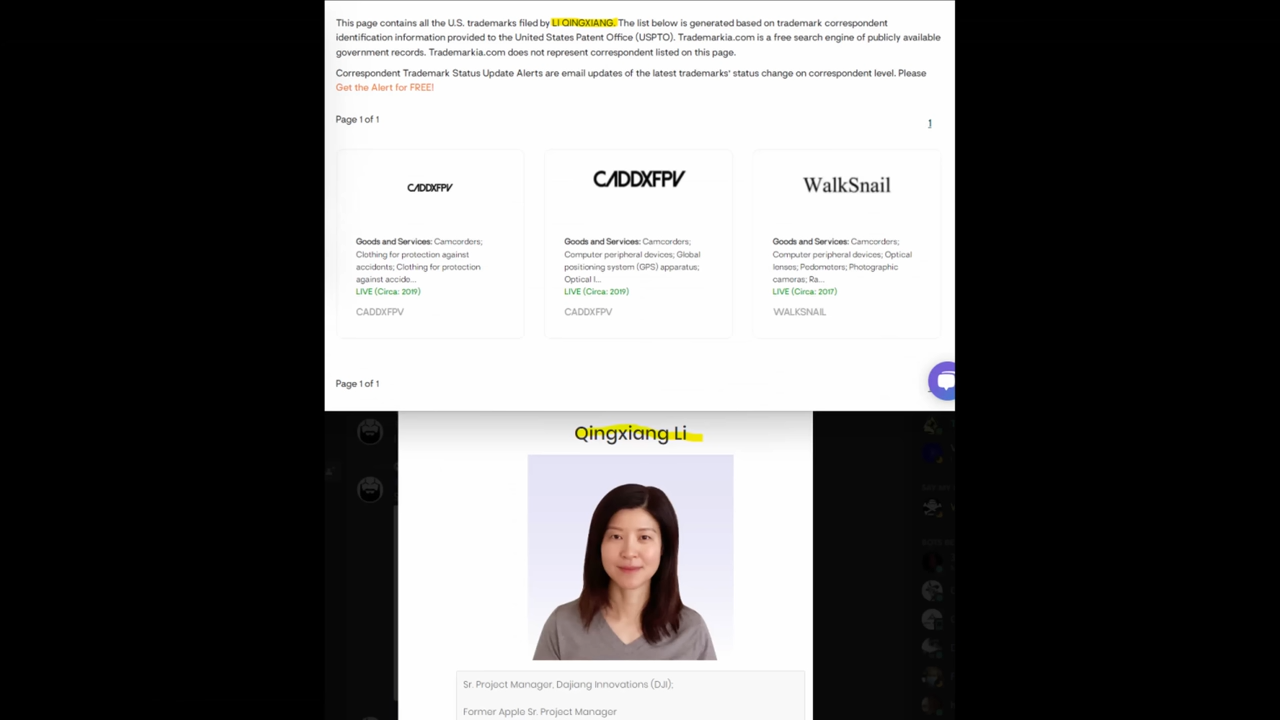 This page contains all the U.S. trademarks filed by LI QINGXIANG. The list below is generated based on trademark correspondent
identification information provided to the United States Patent Office (USPTO). Trademarkia.com is a free search engine of publicly available
government records. Trademarkia.com does not represent correspondent listed on this page.
Correspondent Trademark Status Update Alerts are email updates of the latest trademarks' status change on correspondent level. Please
Get the Alert for FREE!
Page 1 of 1
1
CADDXFPV
Goods and Services: Camcorders;
Clothing for protection against
accidents; Clothing for protection
against accide...
LIVE (Circa: 2019)
CADDXFPV
CADDXFPV
Goods and Services: Camcorders;
Computer peripheral devices; Global
positioning system (GPS) apparatus;
Optical l...
LIVE (Circa: 2019)
CADDXFPV
WalkSnail
Goods and Services: Camcorders;
Computer peripheral devices; Optical
lenses; Pedometers; Photographic
cameras; Ra...
LIVE (Circa: 2017)
WALKSNAIL
Page 1 of 1
Qingxiang Li
Sr. Project Manager, Dajiang Innovations (DJI);
Former Apple Sr. Project Manager